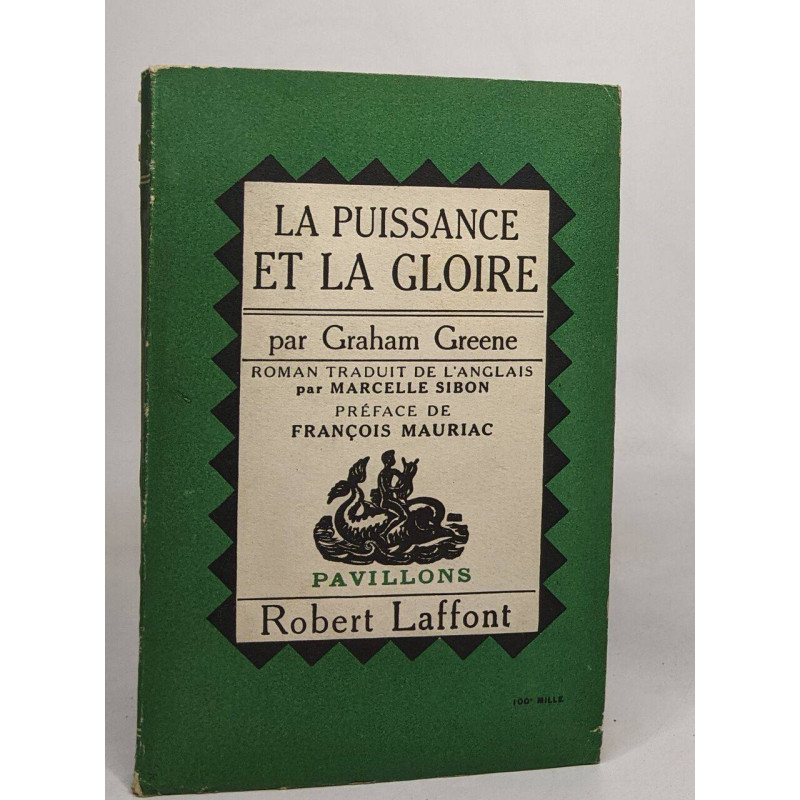 LA PUISSANCE
ET LA GLOIRE
par Graham Greene
ROMAN TRADUIT DE L'ANGLAIS
par MARCELLE SIBON
PRÉFACE DE
FRANÇOIS MAURIAC
PAVILLONS
Robert Laffont
100e MILLE